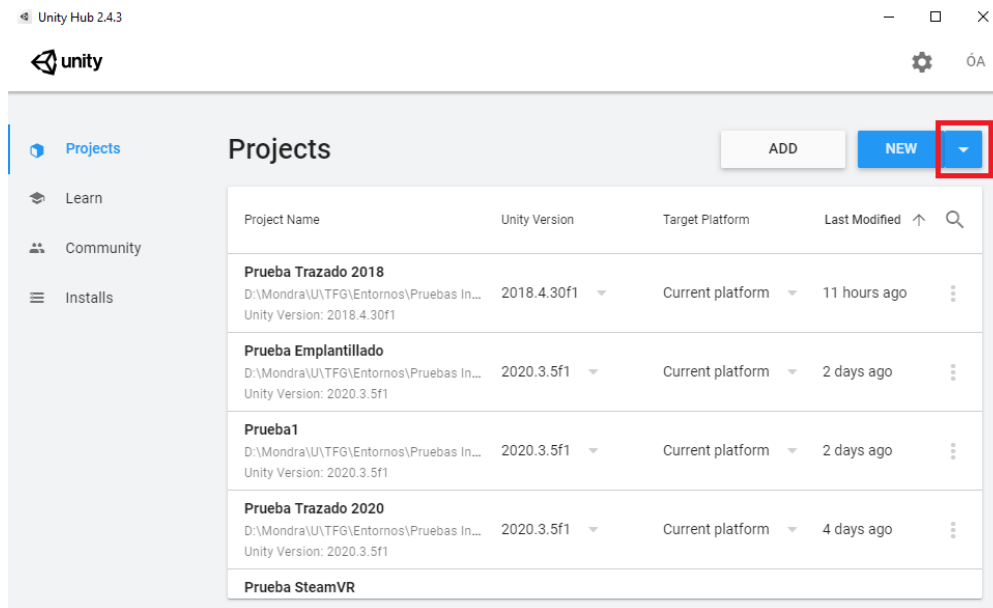 Unity Hub 2.4.3
unity
ÓA
Projects
Learn
Community
Installs
Projects
ADD
NEW
Project Name Unity Version Target Platform Last Modified
Prueba Trazado 2018
D:\Mondra\U\TFG\Entornos\Pruebas In... 2018.4.30f1 Current platform 11 hours ago
Unity Version: 2018.4.30f1
Prueba Emplantillado
D:\Mondra\U\TFG\Entornos\Pruebas In... 2020.3.5f1 Current platform 2 days ago
Unity Version: 2020.3.5f1
Prueba1
D:\Mondra\U\TFG\Entornos\Pruebas In... 2020.3.5f1 Current platform 2 days ago
Unity Version: 2020.3.5f1
Prueba Trazado 2020
D:\Mondra\U\TFG\Entornos\Pruebas In... 2020.3.5f1 Current platform 4 days ago
Unity Version: 2020.3.5f1
Prueba SteamVR